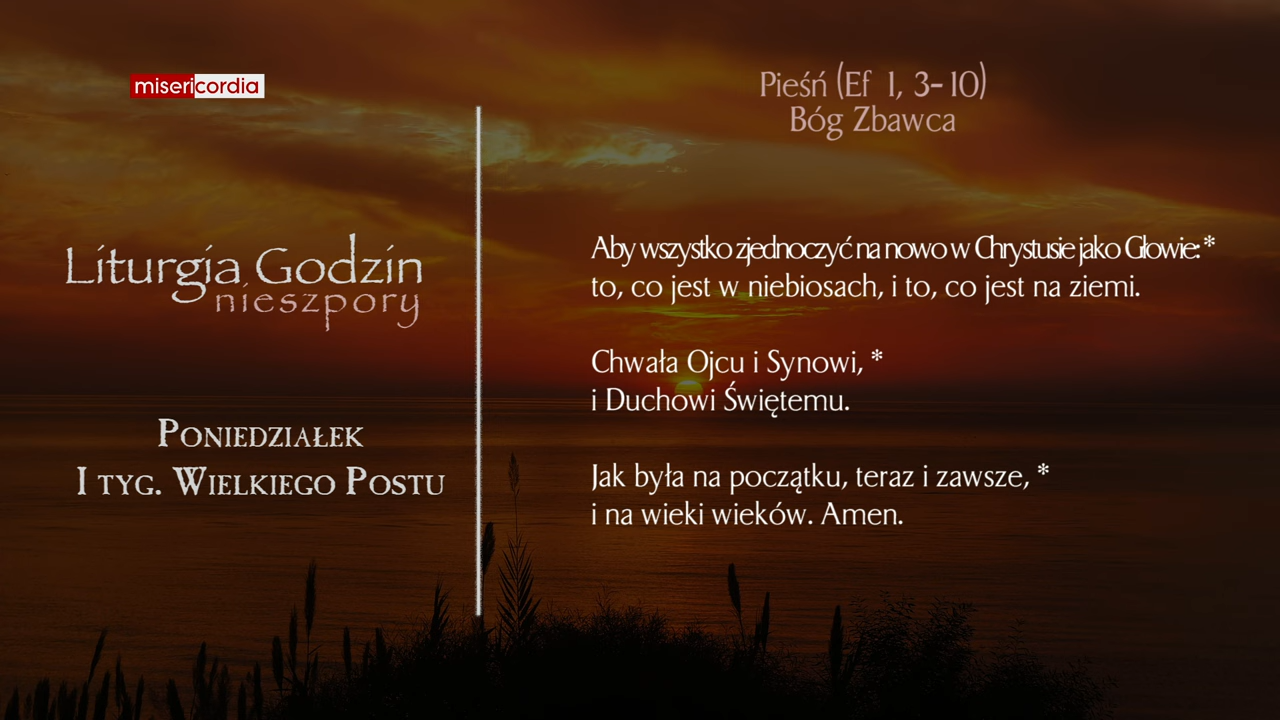 misericordia
Liturgia Godzin
nieszpory
Poniedziałek
I tyg. Wielkiego Postu
Pieśń (Ef 1, 3-10)
Bóg Zbawca
Aby wszystko zjednoczyć na nowo w Chrystusie jako Głowie: *
to, co jest w niebiosach, i to, co jest na ziemi.
Chwała Ojcu i Synowi, *
i Duchowi Świętemu.
Jak była na początku, teraz i zawsze, *
i na wieki wieków. Amen.